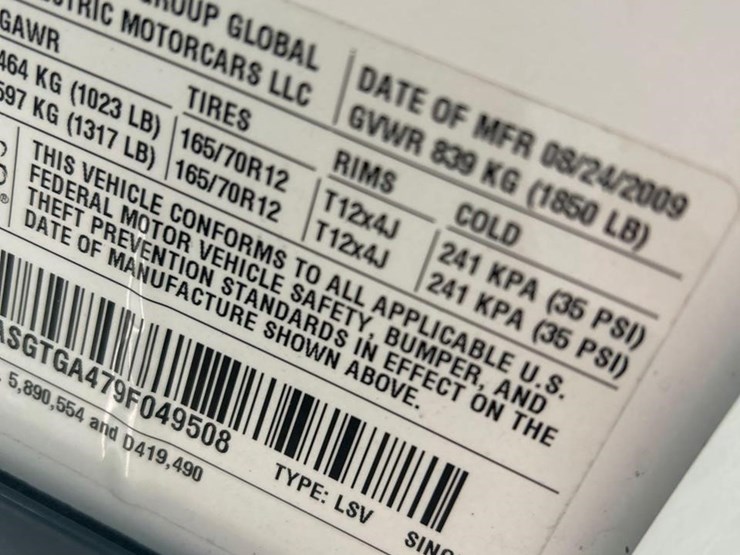 GROUP GLOBAL
ELECTRIC MOTORCARS LLC
DATE OF MFR 08/24/2009
GVWR 839 KG (1850 LB)
GAWR TIRES RIMS COLD
464 KG (1023 LB) 165/70R12 T12x4J 241 KPA (35 PSI)
597 KG (1317 LB) 165/70R12 T12x4J 241 KPA (35 PSI)
THIS VEHICLE CONFORMS TO ALL APPLICABLE U.S.
FEDERAL MOTOR VEHICLE SAFETY, BUMPER, AND
THEFT PREVENTION STANDARDS IN EFFECT ON THE
DATE OF MANUFACTURE SHOWN ABOVE.
®
ASGTGA479F049508 TYPE: LSV
5,890,554 and D419,490